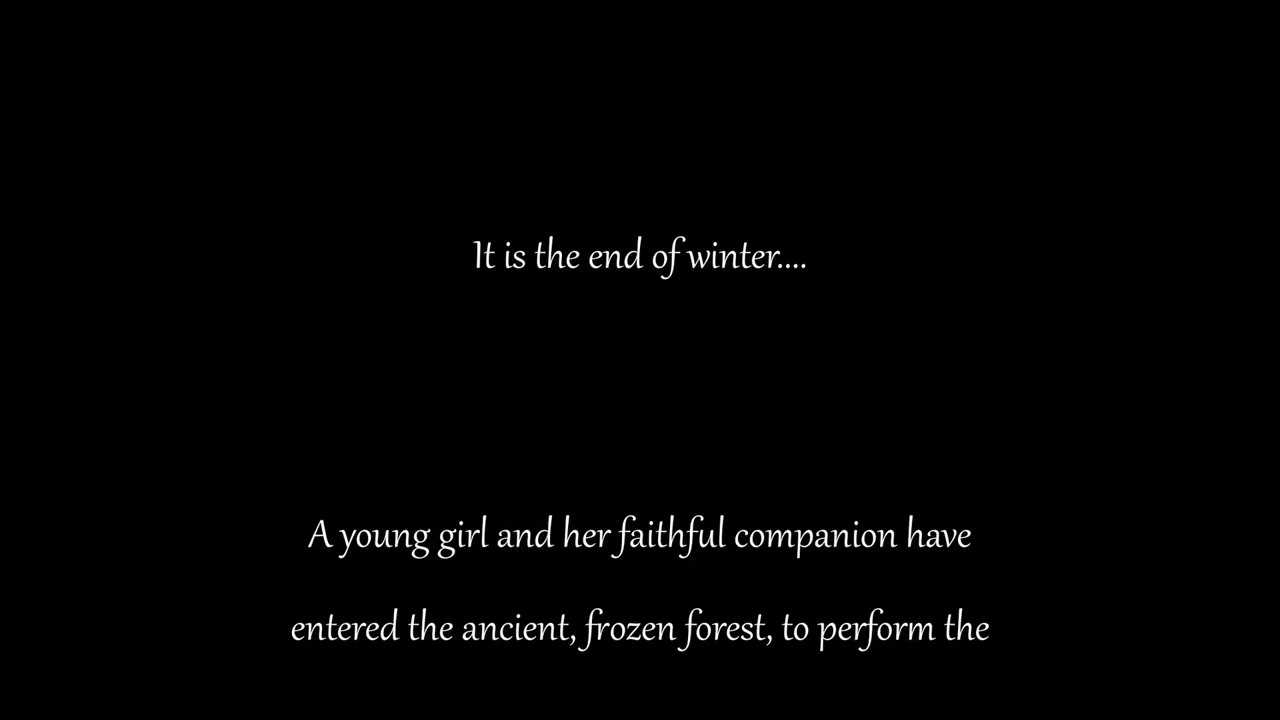 It is the end of winter....
A young girl and her faithful companion have
entered the ancient, frozen forest, to perform the